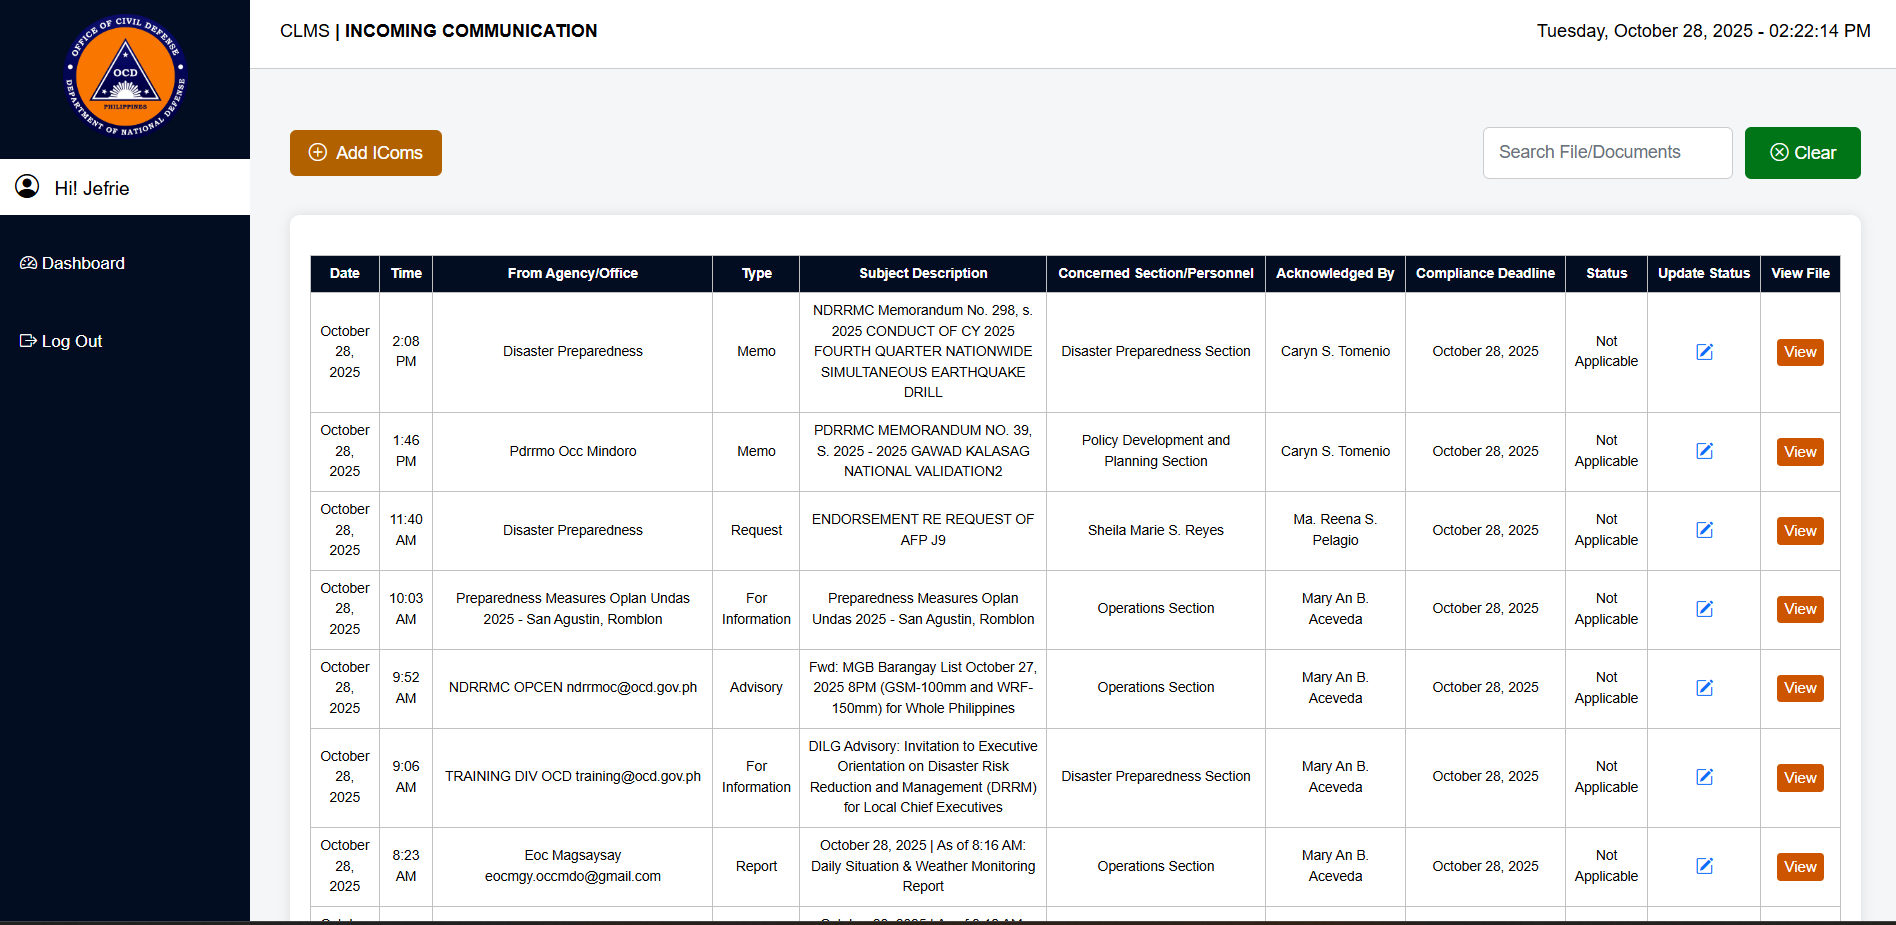 OFFICE OF CIVIL DEFENSE
OCD
PHILIPPINES
DEPARTMENT OF NATIONAL DEFENSE
CLMS | INCOMING COMMUNICATION
Tuesday, October 28, 2025 - 02:22:14 PM
Hi! Jefrie
Dashboard
Log Out
Add IComs
Search File/Documents
Clear
Date
Time
From Agency/Office
Type
Subject Description
Concerned Section/Personnel
Acknowledged By
Compliance Deadline
Status
Update Status
View File
October
28,
2025
2:08
PM
Disaster Preparedness
Memo
NDRRMC Memorandum No. 298, s.
2025 CONDUCT OF CY 2025
FOURTH QUARTER NATIONWIDE
SIMULTANEOUS EARTHQUAKE
DRILL
Disaster Preparedness Section
Caryn S. Tomenio
October 28, 2025
Not
Applicable
View
October
28,
2025
1:46
PM
Pdrrmo Occ Mindoro
Memo
PDRRMC MEMORANDUM NO. 39,
S. 2025 - 2025 GAWAD KALASAG
NATIONAL VALIDATION2
Policy Development and
Planning Section
Caryn S. Tomenio
October 28, 2025
Not
Applicable
View
October
28,
2025
11:40
AM
Disaster Preparedness
Request
ENDORSEMENT RE REQUEST OF
AFP J9
Sheila Marie S. Reyes
Ma. Reena S.
Pelagio
October 28, 2025
Not
Applicable
View
October
28,
2025
10:03
AM
Preparedness Measures Oplan Undas
2025 - San Agustin, Romblon
For
Information
Preparedness Measures Oplan
Undas 2025 - San Agustin, Romblon
Operations Section
Mary An B.
Aceveda
October 28, 2025
Not
Applicable
View
October
28,
2025
9:52
AM
NDRRMC OPCEN ndrrmoc@ocd.gov.ph
Advisory
Fwd: MGB Barangay List October 27,
2025 8PM (GSM-100mm and WRF-
150mm) for Whole Philippines
Operations Section
Mary An B.
Aceveda
October 28, 2025
Not
Applicable
View
October
28,
2025
9:06
AM
TRAINING DIV OCD training@ocd.gov.ph
For
Information
DILG Advisory: Invitation to Executive
Orientation on Disaster Risk
Reduction and Management (DRRM)
for Local Chief Executives
Disaster Preparedness Section
Mary An B.
Aceveda
October 28, 2025
Not
Applicable
View
October
28,
2025
8:23
AM
Eoc Magsaysay
eocmgy.occmdo@gmail.com
Report
October 28, 2025 | As of 8:16 AM:
Daily Situation & Weather Monitoring
Report
Operations Section
Mary An B.
Aceveda
October 28, 2025
Not
Applicable
View